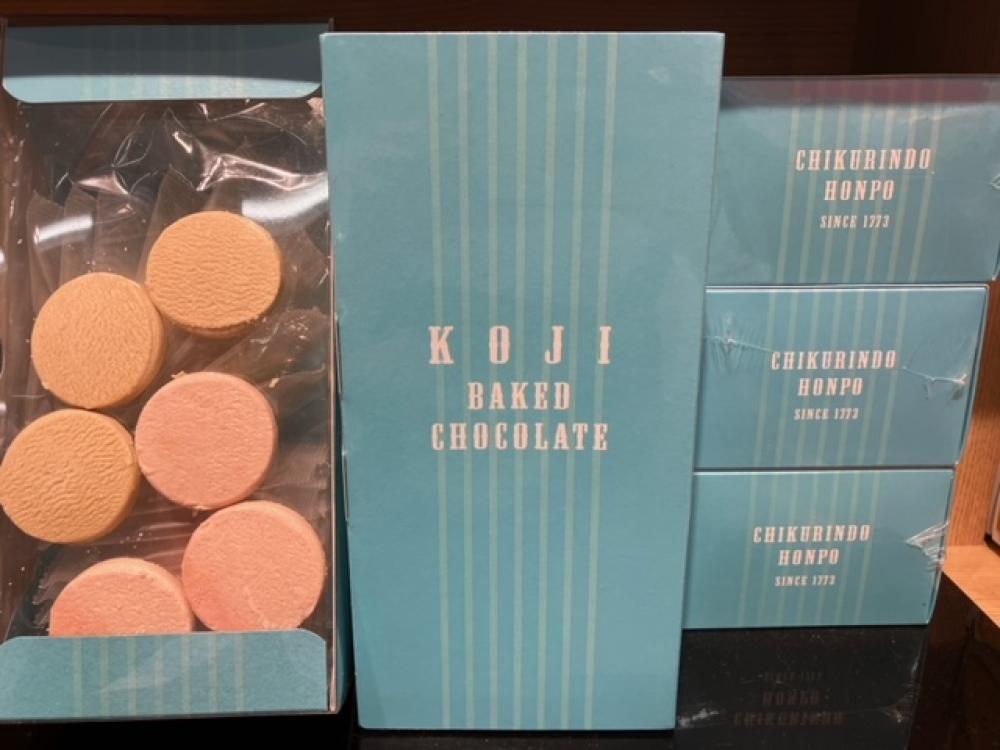 KOJI
BAKED
CHOCOLATE
CHIKURINDO
HONPO
SINCE 1773
CHIKURINDO
HONPO
SINCE 1773
CHIKURINDO
HONPO
SINCE 1773